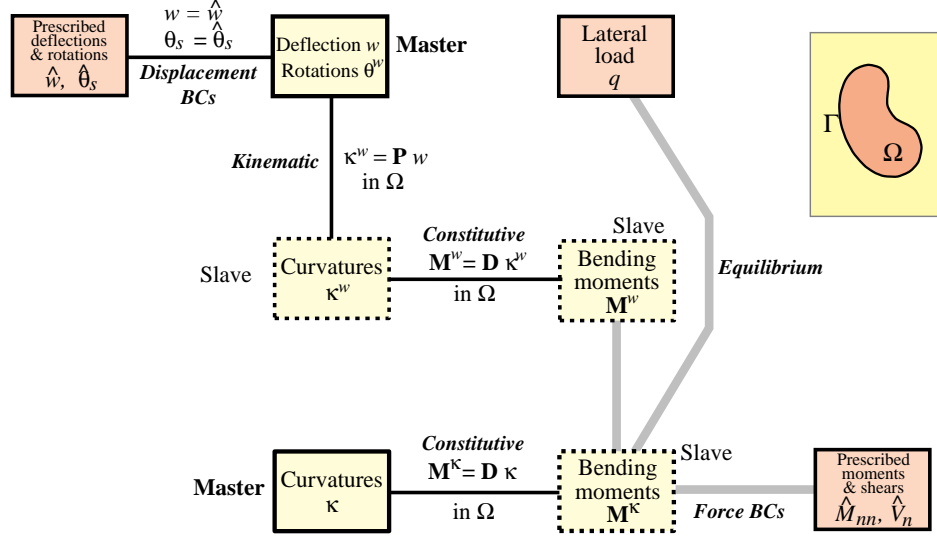 Prescribed
deflections
& rotations
ŵ, θ̂ₛ
w = ŵ
θₛ = θ̂ₛ
Displacement
BCs
Deflection w
Rotations θʷ
Master
Lateral
load
q
Γ
Ω
Kinematic
κʷ = P w
in Ω
Slave
Curvatures
κʷ
Constitutive
Mʷ = D κʷ
in Ω
Slave
Bending
moments
Mʷ
Equilibrium
Master
Curvatures
κ
Constitutive
M^κ = D κ
in Ω
Slave
Bending
moments
M^κ
Force BCs
Prescribed
moments
& shears
M̂ₙₙ, V̂ₙ